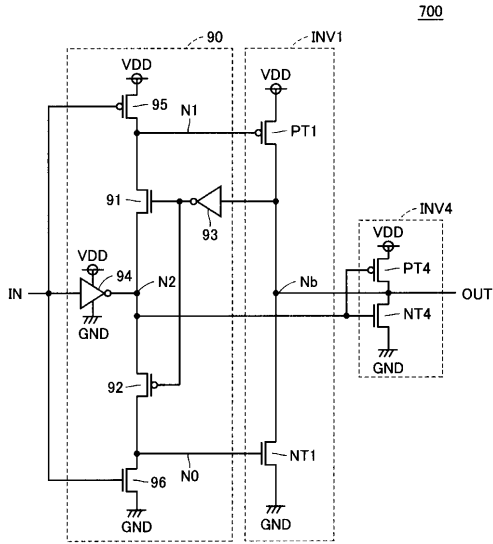 700
90
INV1
VDD
95
N1
VDD
PT1
91
93
INV4
VDD
94
N2
VDD
PT4
IN
Nb
OUT
GND
NT4
92
GND
N0
NT1
96
GND
GND